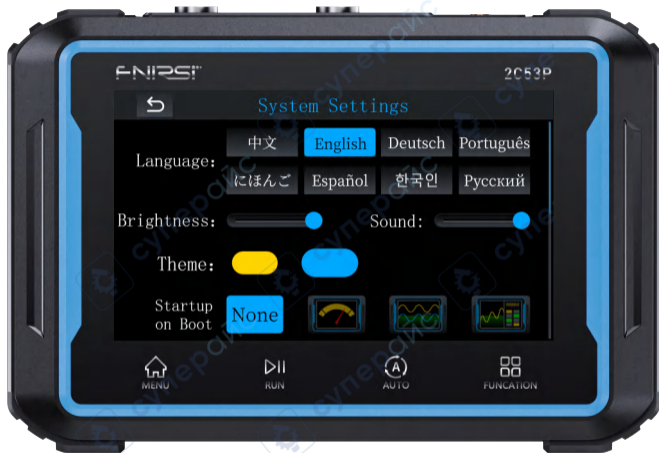 FNIRSI
2C53P
System Settings
Language:
中文 English Deutsch Português
にほんご Español 한국인 Русский
Brightness:
Sound:
Theme:
Startup
on Boot
None
MENU
RUN
AUTO
FUNCATION
суперайс